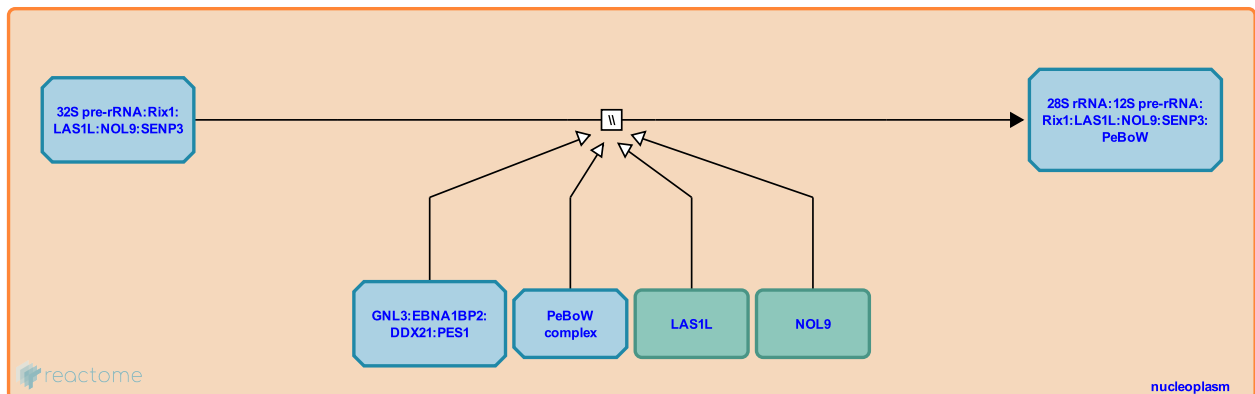 32S pre-rRNA:Rix1:
LAS1L:NOL9:SENP3
\\
28S rRNA:12S pre-rRNA:
Rix1:LAS1L:NOL9:SENP3:
PeBoW
GNL3:EBNA1BP2:
DDX21:PES1
PeBoW
complex
LAS1L
NOL9
reactome
nucleoplasm